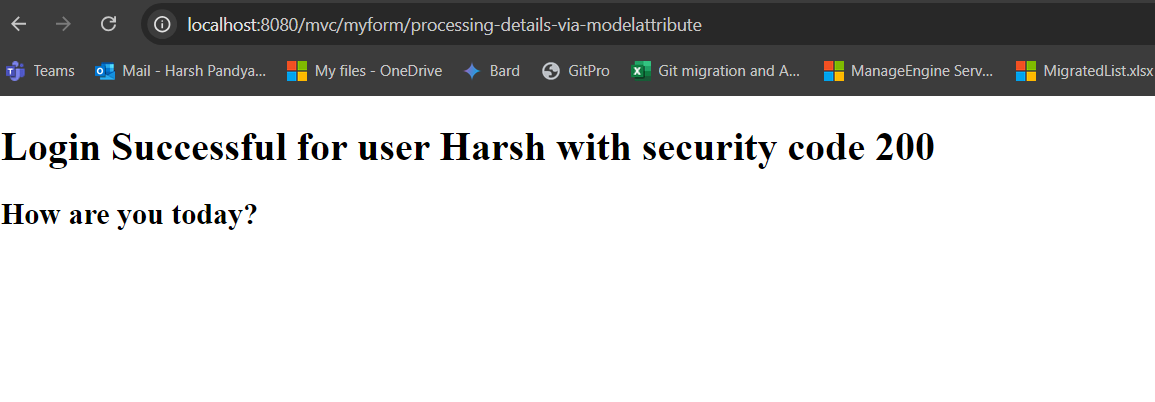 localhost:8080/mvc/myform/processing-details-via-modelattribute
Teams Mail - Harsh Pandya... My files - OneDrive Bard GitPro Git migration and A... ManageEngine Serv... MigratedList.xlsx
Login Successful for user Harsh with security code 200
How are you today?